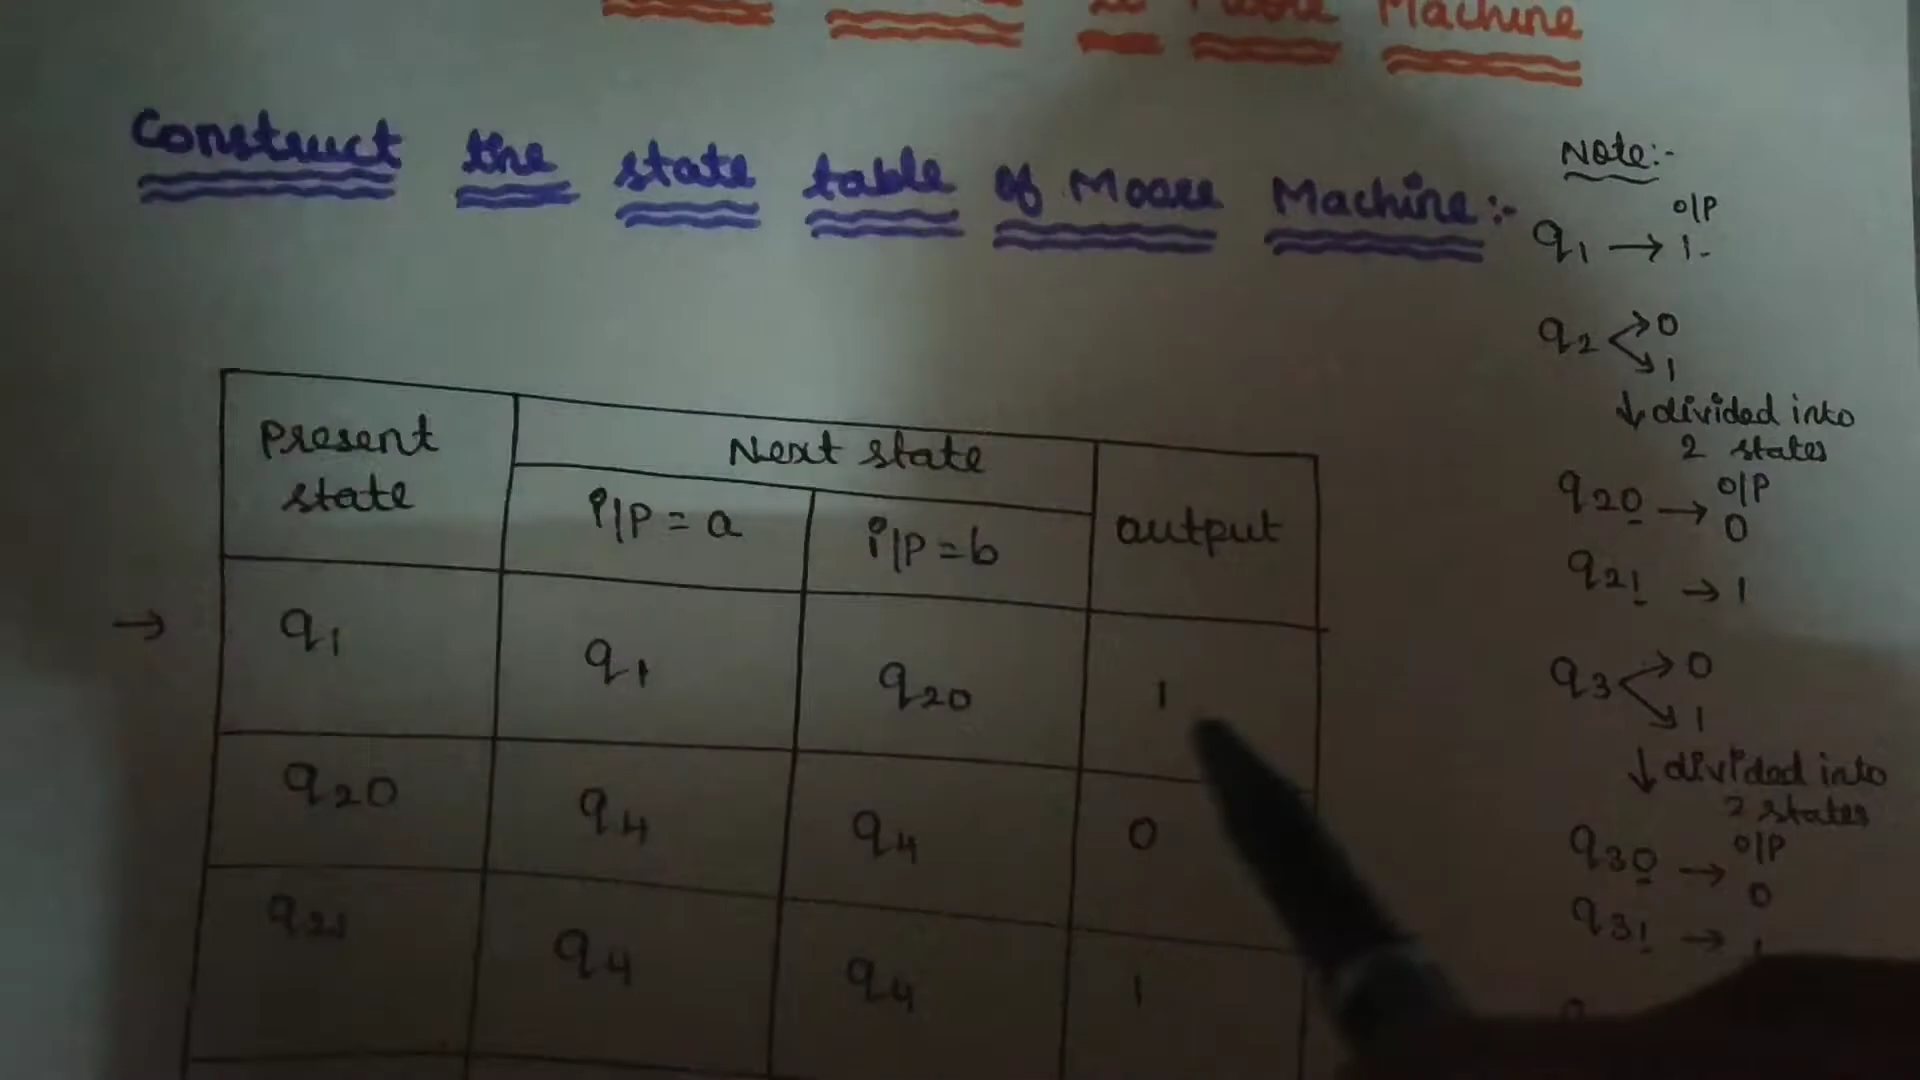 Machine
Construct the state table of Moore Machine:-
Present state
Next state
i/p = a
i/p = b
output
→ q1 q1 q20 1
q20 q4 q4 0
q21 q4 q4 1
Note:-
o/p
q1 → 1-
q2 → 0
→ 1
↓ divided into
2 states
q20 → o/p
0
q21 → 1
q3 → 0
→ 1
↓ divided into
2 states
q30 → o/p
0
q31 →